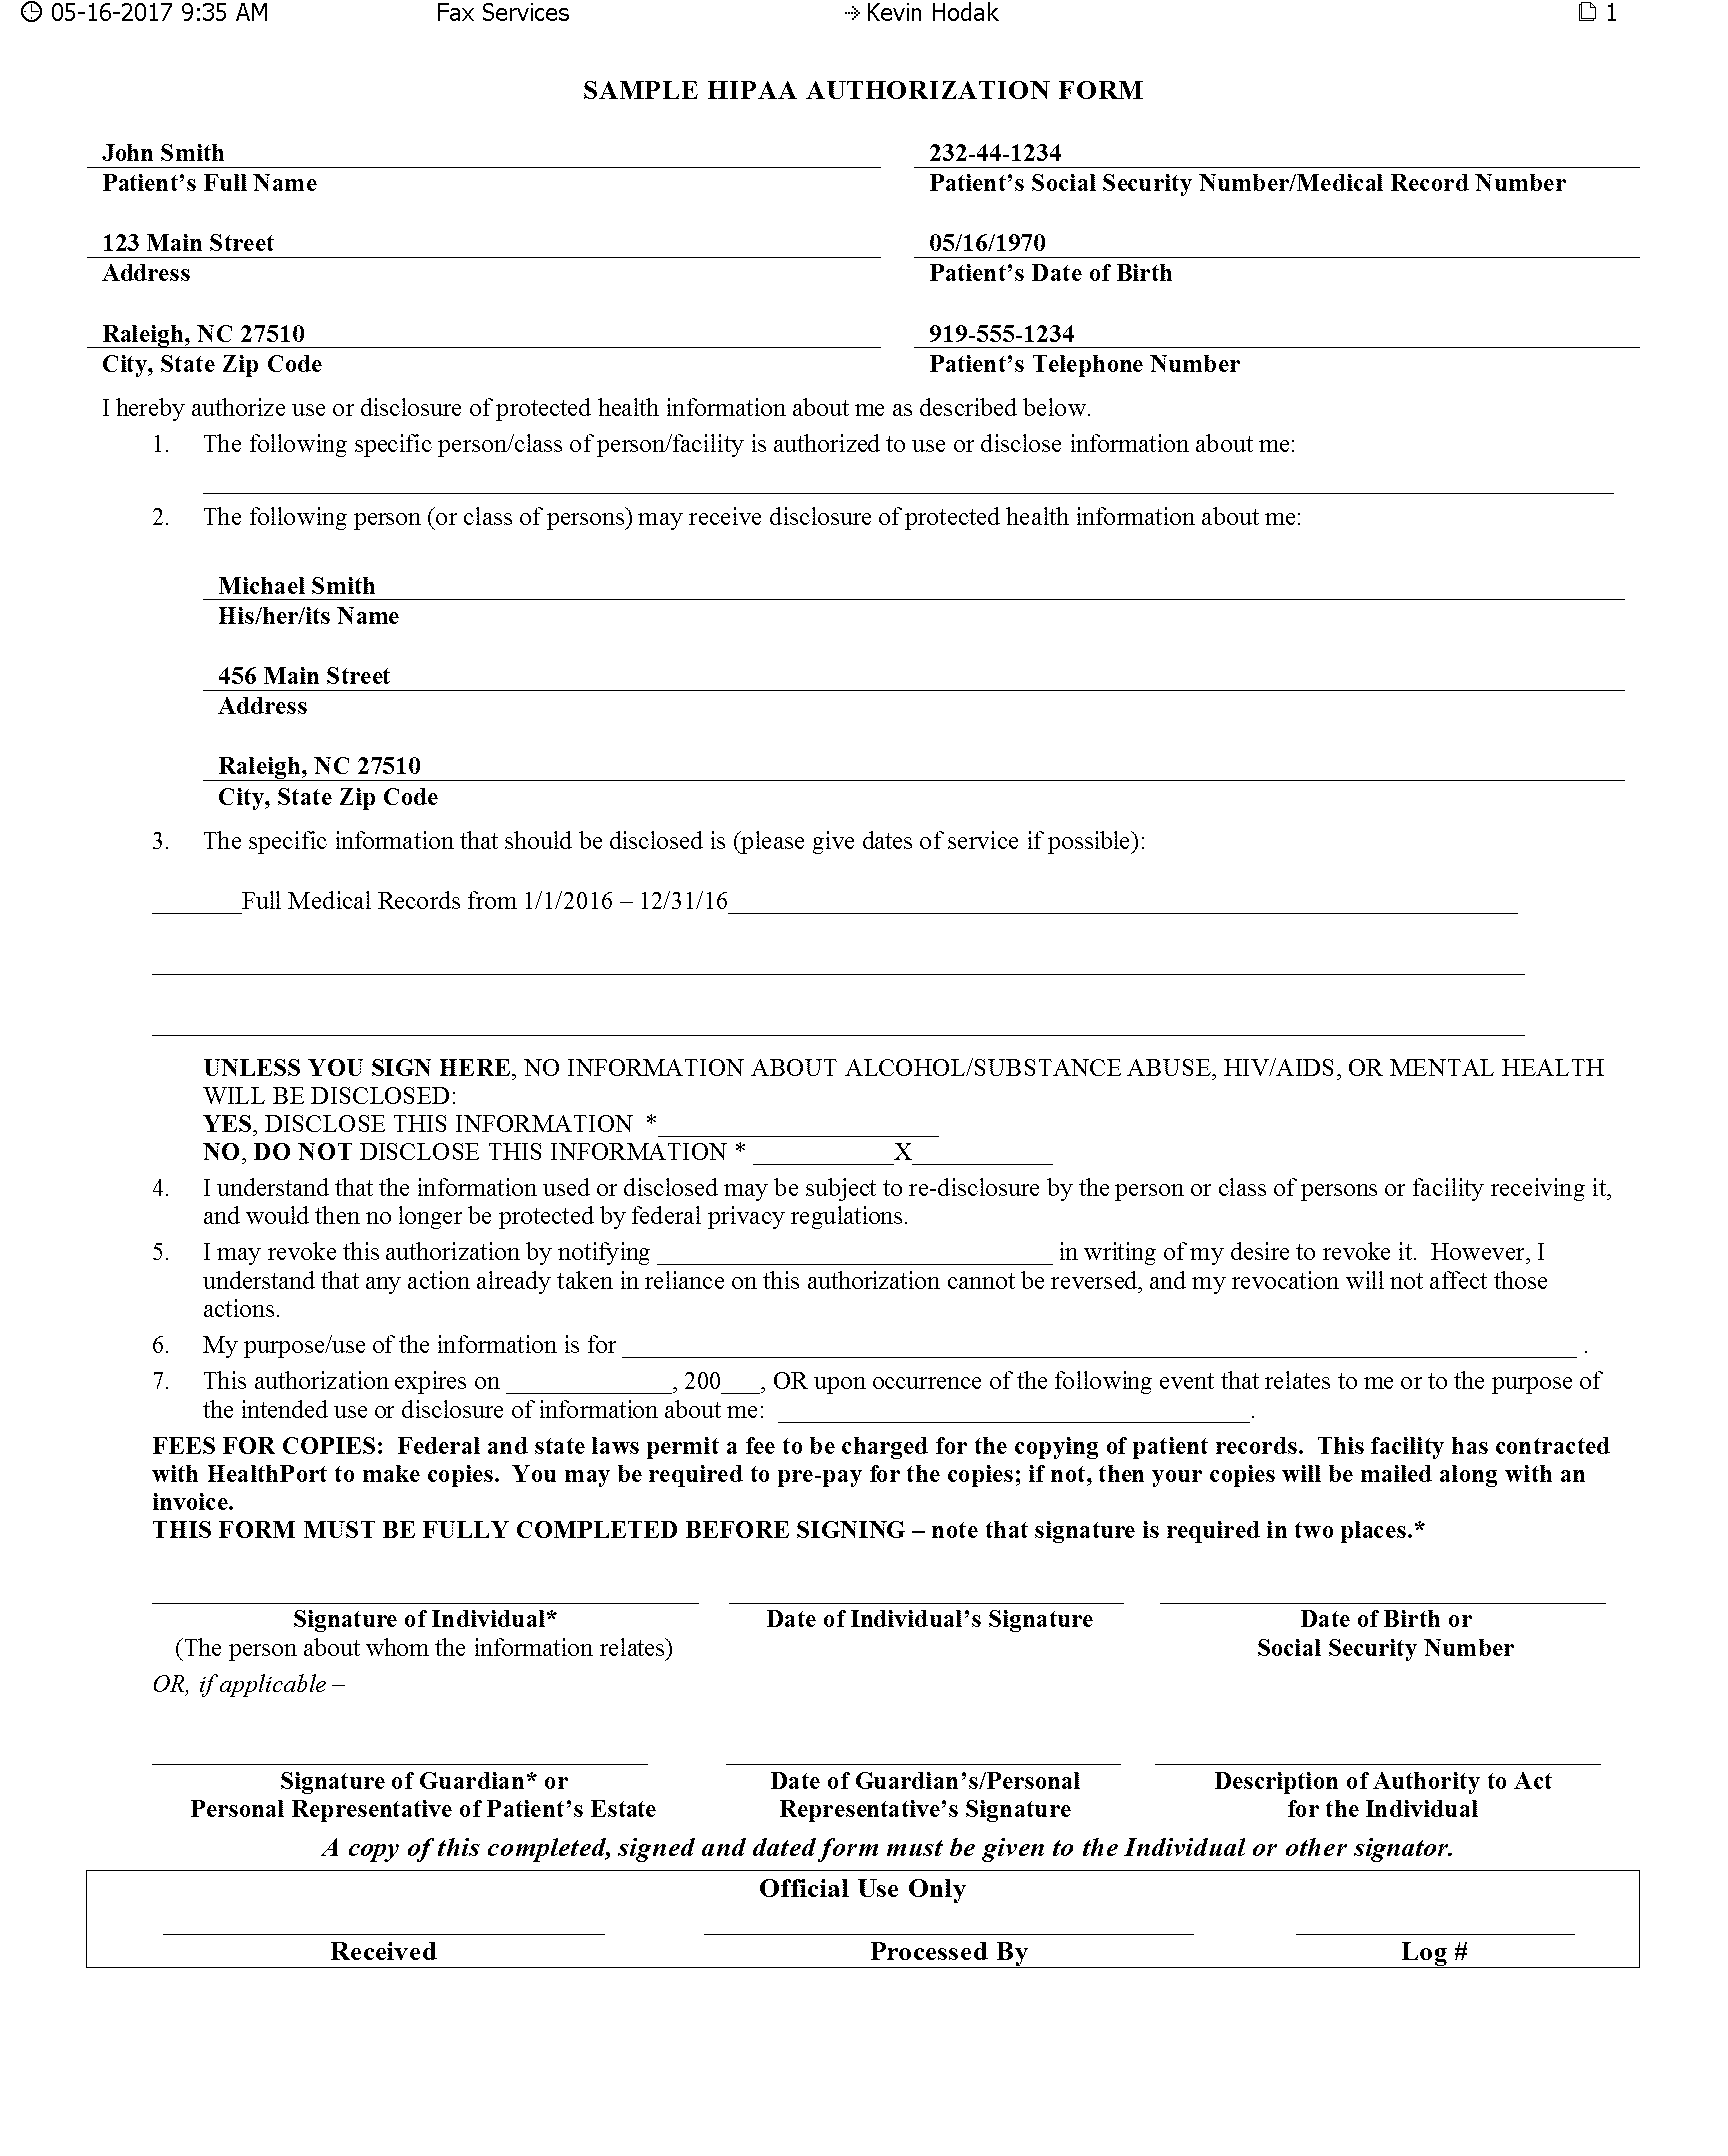 05-16-2017 9:35 AM Fax Services → Kevin Hodak 1
SAMPLE HIPAA AUTHORIZATION FORM
John Smith 232-44-1234
Patient’s Full Name Patient’s Social Security Number/Medical Record Number
123 Main Street 05/16/1970
Address Patient’s Date of Birth
Raleigh, NC 27510 919-555-1234
City, State Zip Code Patient’s Telephone Number
I hereby authorize use or disclosure of protected health information about me as described below.
1. The following specific person/class of person/facility is authorized to use or disclose information about me:
2. The following person (or class of persons) may receive disclosure of protected health information about me:
Michael Smith
His/her/its Name
456 Main Street
Address
Raleigh, NC 27510
City, State Zip Code
3. The specific information that should be disclosed is (please give dates of service if possible):
_______Full Medical Records from 1/1/2016 – 12/31/16_______
UNLESS YOU SIGN HERE, NO INFORMATION ABOUT ALCOHOL/SUBSTANCE ABUSE, HIV/AIDS, OR MENTAL HEALTH
WILL BE DISCLOSED:
YES, DISCLOSE THIS INFORMATION *______________________
NO, DO NOT DISCLOSE THIS INFORMATION * ___________X___________
4. I understand that the information used or disclosed may be subject to re-disclosure by the person or class of persons or facility receiving it,
and would then no longer be protected by federal privacy regulations.
5. I may revoke this authorization by notifying _______________________________ in writing of my desire to revoke it. However, I
understand that any action already taken in reliance on this authorization cannot be reversed, and my revocation will not affect those
actions.
6. My purpose/use of the information is for _______________________________ .
7. This authorization expires on _____________, 200___, OR upon occurrence of the following event that relates to me or to the purpose of
the intended use or disclosure of information about me: _______________________________.
FEES FOR COPIES: Federal and state laws permit a fee to be charged for the copying of patient records. This facility has contracted
with HealthPort to make copies. You may be required to pre-pay for the copies; if not, then your copies will be mailed along with an
invoice.
THIS FORM MUST BE FULLY COMPLETED BEFORE SIGNING – note that signature is required in two places.*
Signature of Individual* Date of Individual’s Signature Date of Birth or
(The person about whom the information relates) Social Security Number
OR, if applicable –
Signature of Guardian* or Date of Guardian’s/Personal Description of Authority to Act
Personal Representative of Patient’s Estate Representative’s Signature for the Individual
A copy of this completed, signed and dated form must be given to the Individual or other signator.
Official Use Only
Received Processed By Log #